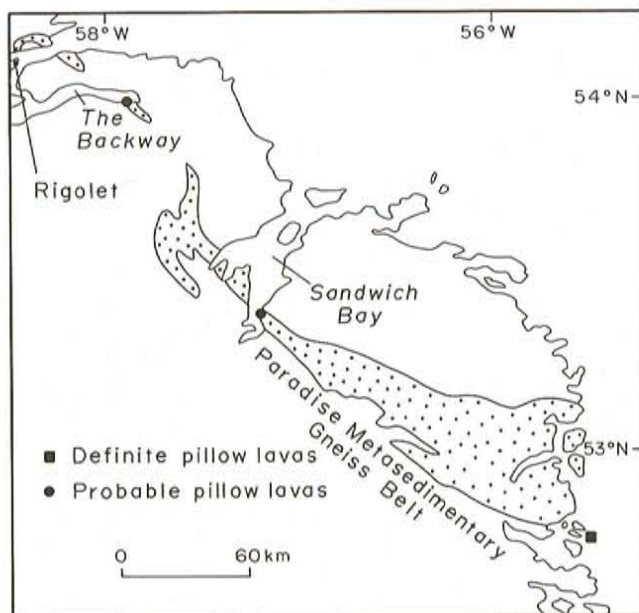 58°W
56°W
54°N
The
Backway
Rigolet
Sandwich
Bay
Paradise Metasedimentary
Gneiss Belt
53°N
Definite pillow lavas
Probable pillow lavas
0 60 km